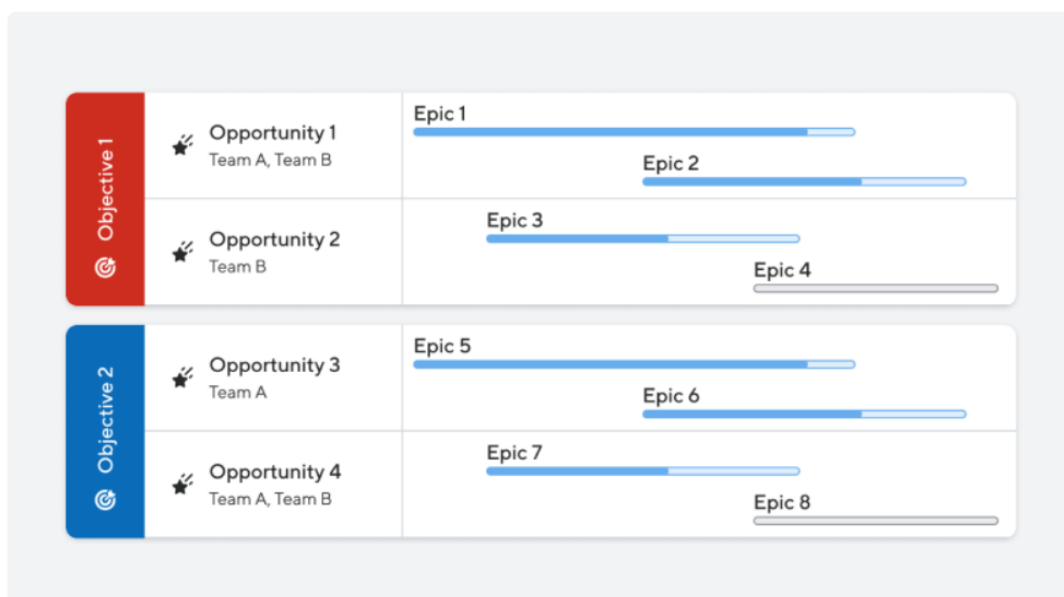 Objective 1
Opportunity 1
Team A, Team B
Epic 1
Epic 2
Opportunity 2
Team B
Epic 3
Epic 4
Objective 2
Opportunity 3
Team A
Epic 5
Epic 6
Opportunity 4
Team A, Team B
Epic 7
Epic 8